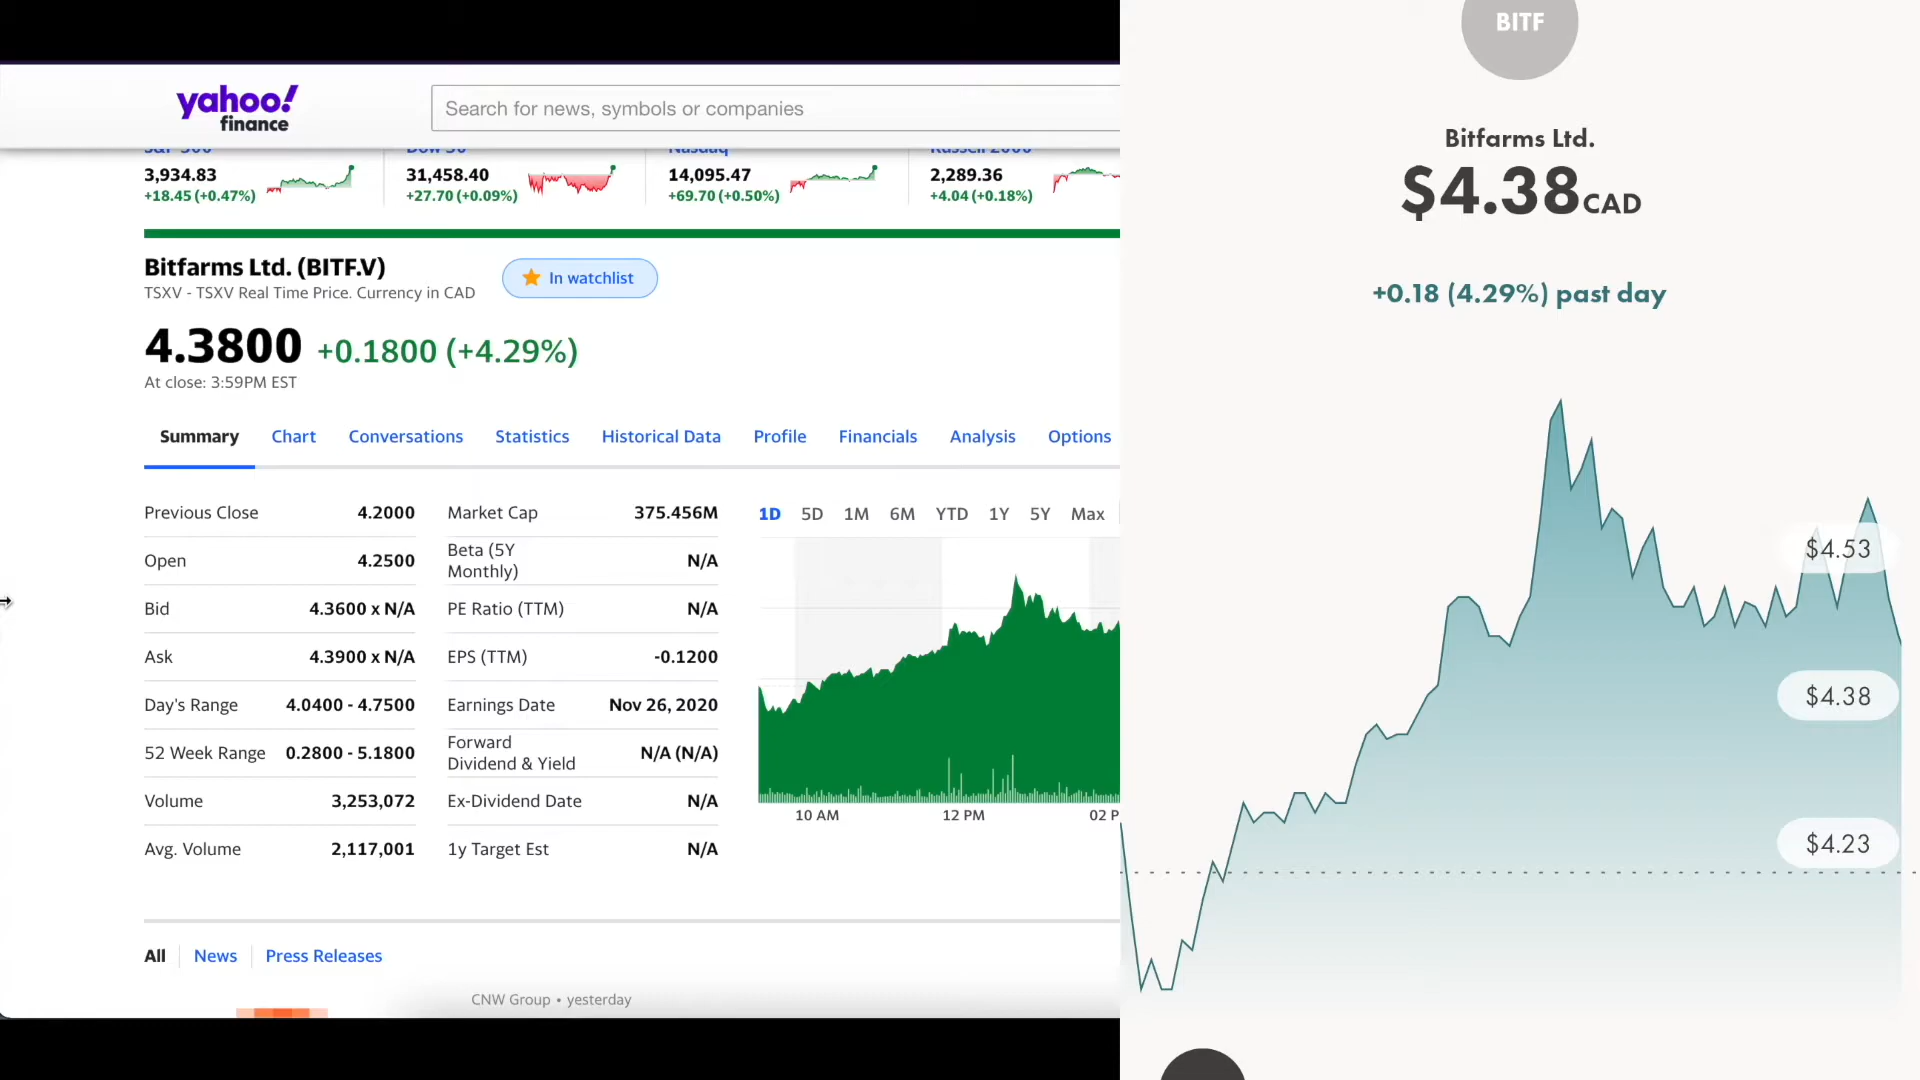 yahoo!
finance
Search for news, symbols or companies
S&P 500
Dow 30
Nasdaq
Russell 2000
3,934.83
31,458.40
14,095.47
2,289.36
+18.45 (+0.47%)
+27.70 (+0.09%)
+69.70 (+0.50%)
+4.04 (+0.18%)
Bitfarms Ltd. (BITF.V)
TSXV - TSXV Real Time Price. Currency in CAD
In watchlist
4.3800 +0.1800 (+4.29%)
At close: 3:59PM EST
Summary Chart Conversations Statistics Historical Data Profile Financials Analysis Options
Previous Close 4.2000
Open 4.2500
Bid 4.3600 x N/A
Ask 4.3900 x N/A
Day's Range 4.0400 - 4.7500
52 Week Range 0.2800 - 5.1800
Volume 3,253,072
Avg. Volume 2,117,001
Market Cap 375.456M
Beta (5Y
Monthly) N/A
PE Ratio (TTM) N/A
EPS (TTM) -0.1200
Earnings Date Nov 26, 2020
Forward
Dividend & Yield N/A (N/A)
Ex-Dividend Date N/A
1y Target Est N/A
1D 5D 1M 6M YTD 1Y 5Y Max
10 AM 12 PM 02 P
All News Press Releases
CNW Group • yesterday
BITF
Bitfarms Ltd.
$4.38CAD
+0.18 (4.29%) past day
$4.53
$4.38
$4.23